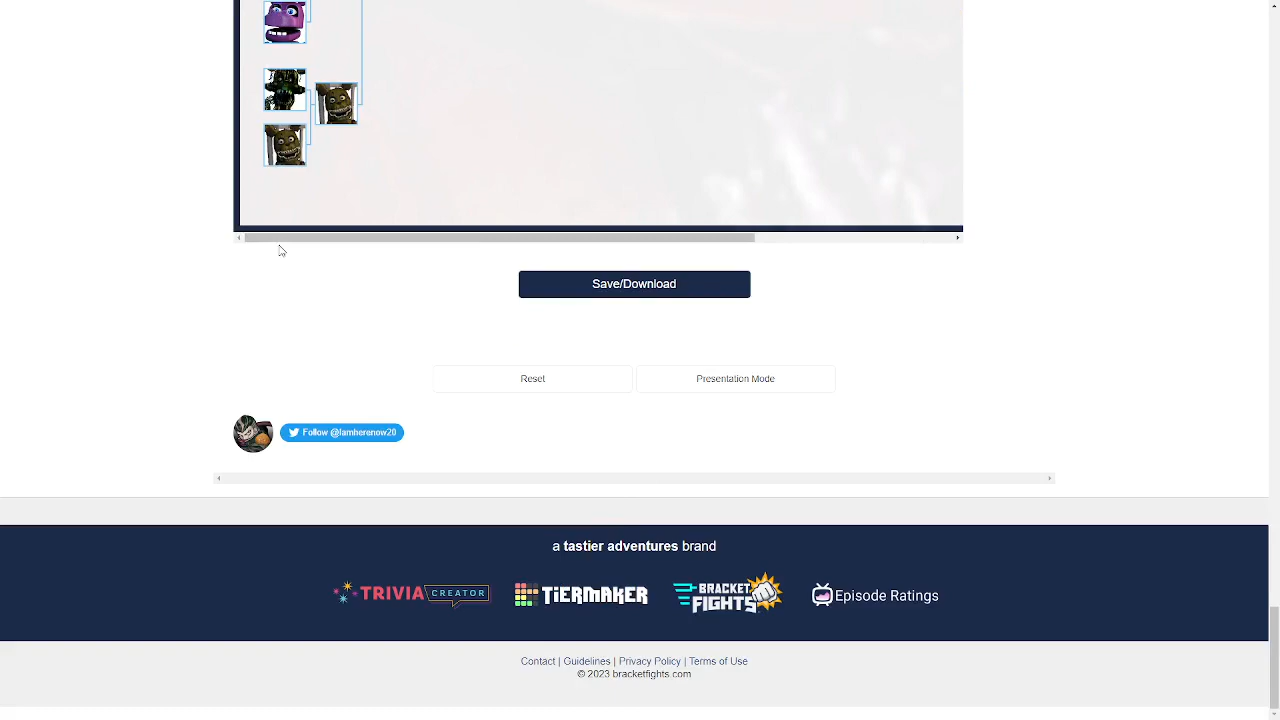 Save/Download
Reset
Presentation Mode
Follow @Iamherenow20
a tastier adventures brand
TRIVIA CREATOR
TiERMAKER
BRACKET FIGHTS
Episode Ratings
Contact | Guidelines | Privacy Policy | Terms of Use
© 2023 bracketfights.com